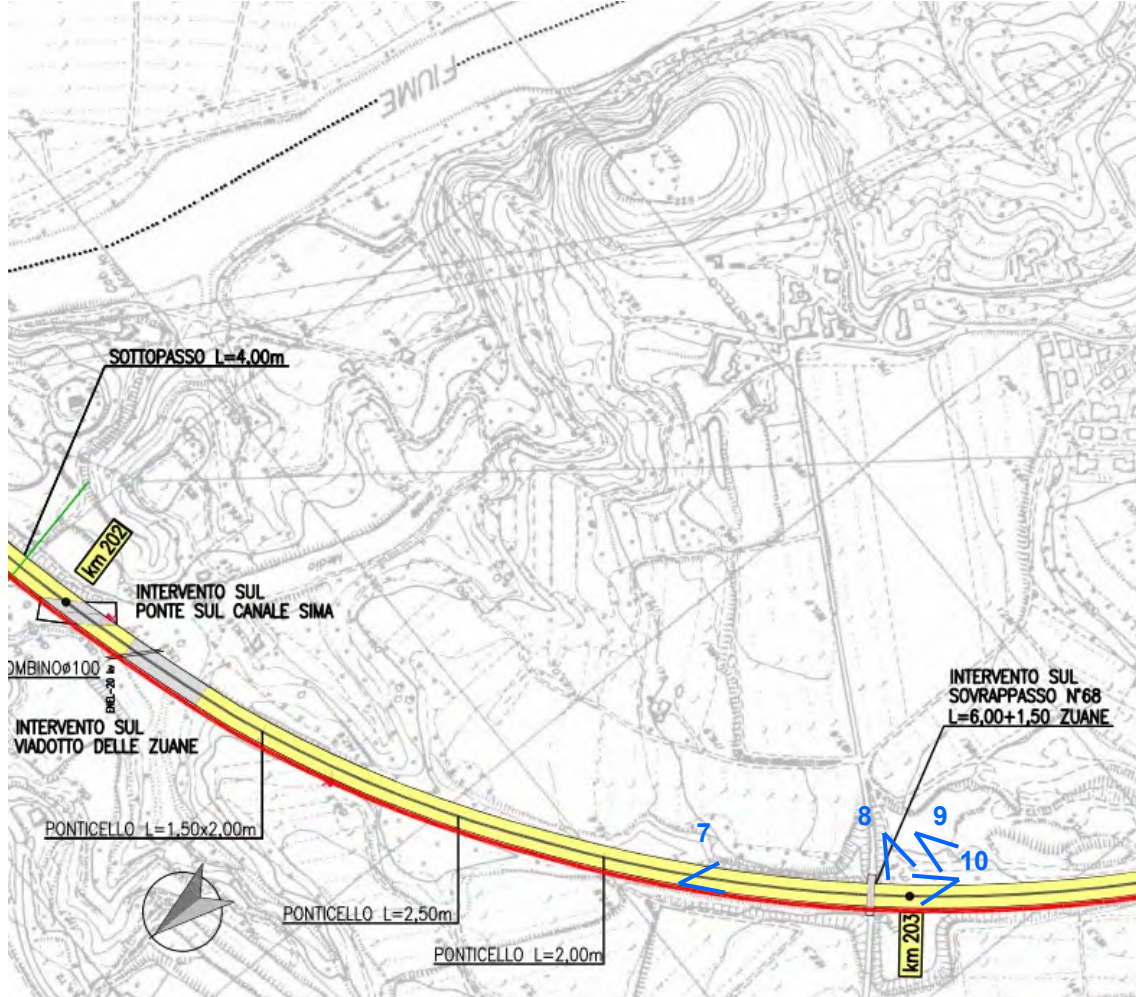 FIUME
SOTTOPASSO L=4,00m
km 202
INTERVENTO SUL
PONTE SUL CANALE SIMA
OMBINOø100
ENEL-20
INTERVENTO SUL
VIADOTTO DELLE ZUANE
INTERVENTO SUL
SOVRAPPASSO N°68
L=6,00+1,50 ZUANE
PONTICELLO L=1,50x2,00m
7
8
9
10
PONTICELLO L=2,50m
PONTICELLO L=2,00m
km 203